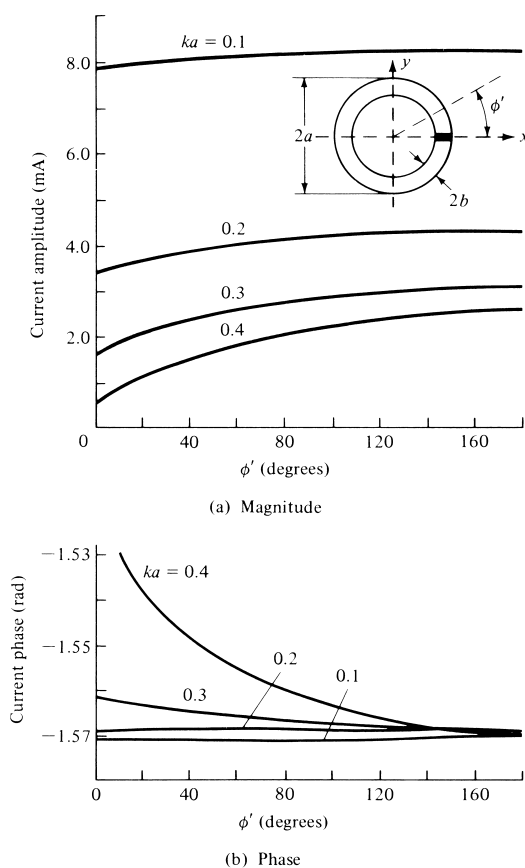 ka = 0.1
8.0
6.0
4.0
2.0
0
Current amplitude (mA)
y
x
ϕ′
2a
2b
0.2
0.3
0.4
40
80
120
160
ϕ′ (degrees)
(a) Magnitude
−1.53
−1.55
−1.57
Current phase (rad)
ka = 0.4
0.2
0.1
0.3
0
40
80
120
160
ϕ′ (degrees)
(b) Phase